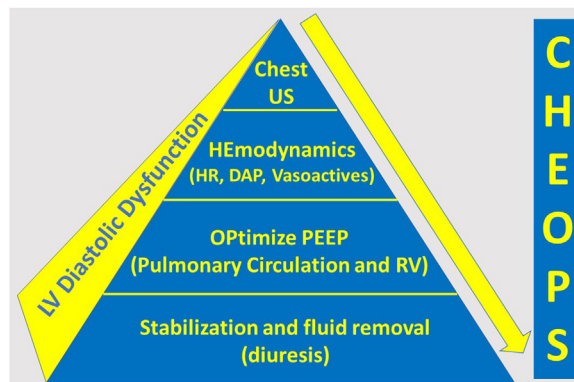 Chest
US
HEmodynamics
(HR, DAP, Vasoactives)
OPtimize PEEP
(Pulmonary Circulation and RV)
Stabilization and fluid removal
(diuresis)
LV Diastolic Dysfunction
C
H
E
O
P
S